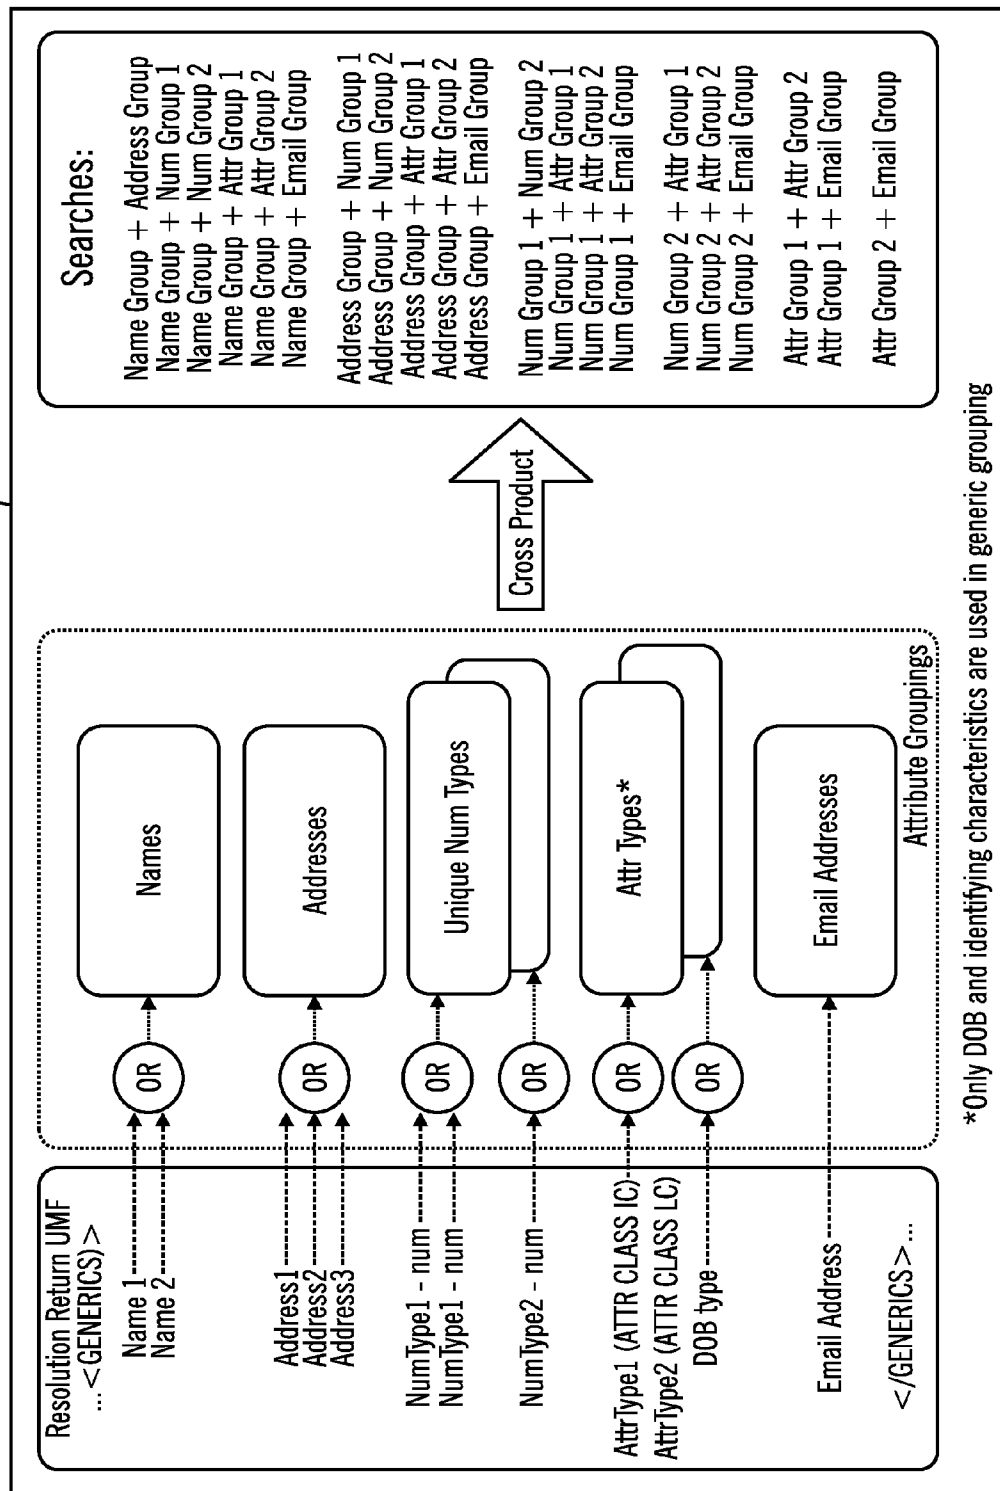 Resolution Return UMF
...<GENERICS)>
Name 1
Name 2
Address1
Address2
Address3
NumType1 - num
NumType1 - num
NumType2 - num
AttrType1 (ATTR CLASS IC)
AttrType2 (ATTR CLASS LC)
DOB type
Email Address
</GENERICS>...
OR
OR
OR
OR
OR
OR
Names
Addresses
Unique Num Types
Attr Types*
Email Addresses
Attribute Groupings
Cross Product
Searches:
Name Group + Address Group
Name Group + Num Group 1
Name Group + Num Group 2
Name Group + Attr Group 1
Name Group + Attr Group 2
Name Group + Email Group
Address Group + Num Group 1
Address Group + Num Group 2
Address Group + Attr Group 1
Address Group + Attr Group 2
Address Group + Email Group
Num Group 1 + Num Group 2
Num Group 1 + Attr Group 1
Num Group 1 + Attr Group 2
Num Group 1 + Email Group
Num Group 2 + Attr Group 1
Num Group 2 + Attr Group 2
Num Group 2 + Email Group
Attr Group 1 + Attr Group 2
Attr Group 1 + Email Group
Attr Group 2 + Email Group
*Only DOB and identifying characteristics are used in generic grouping